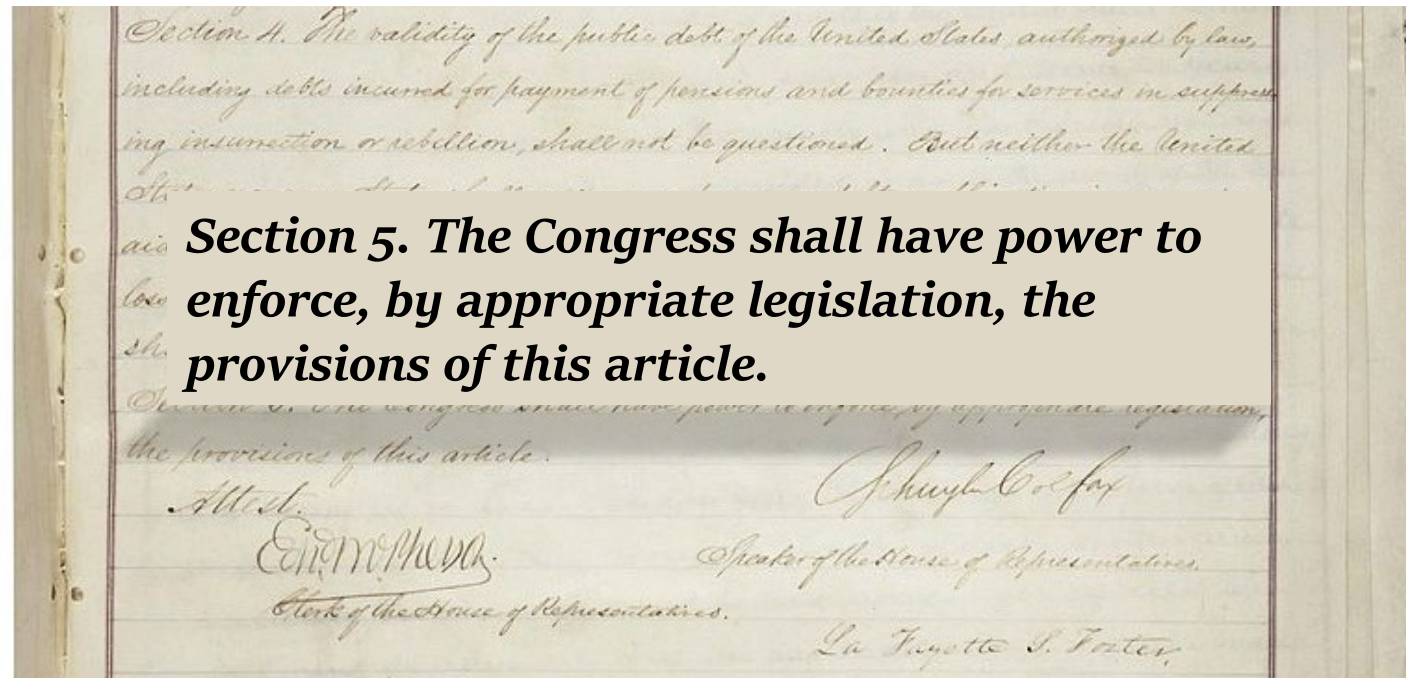 Section 4. The validity of the public debt of the United States, authorized by law,
including debts incurred for payment of pensions and bounties for services in suppress
ing insurrection or rebellion, shall not be questioned. But neither the United
Section 5. The Congress shall have power to
enforce, by appropriate legislation, the
provisions of this article.
the provisions of this article.
Attest.
Schuyler Colfax
Edwd McPherson
Speaker of the House of Representatives.
Clerk of the House of Representatives.
La Fayette S. Foster